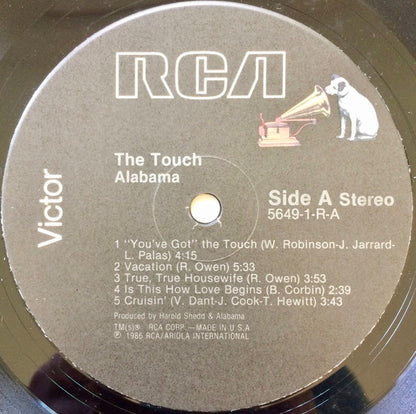 RCA
Victor
The Touch
Alabama
Side A Stereo
5649-1-R-A
1 "You've Got" the Touch (W. Robinson-J. Jarrard-
L. Palas) 4:15
2 Vacation (R. Owen) 5:33
3 True, True Housewife (R. Owen) 3:53
4 Is This How Love Begins (B. Corbin) 2:39
5 Cruisin' (V. Dant-J. Cook-T. Hewitt) 3:43
Produced by Harold Shedd & Alabama
TM(s)® RCA CORP.—MADE IN U.S.A.
℗ 1986 RCA/ARIOLA INTERNATIONAL